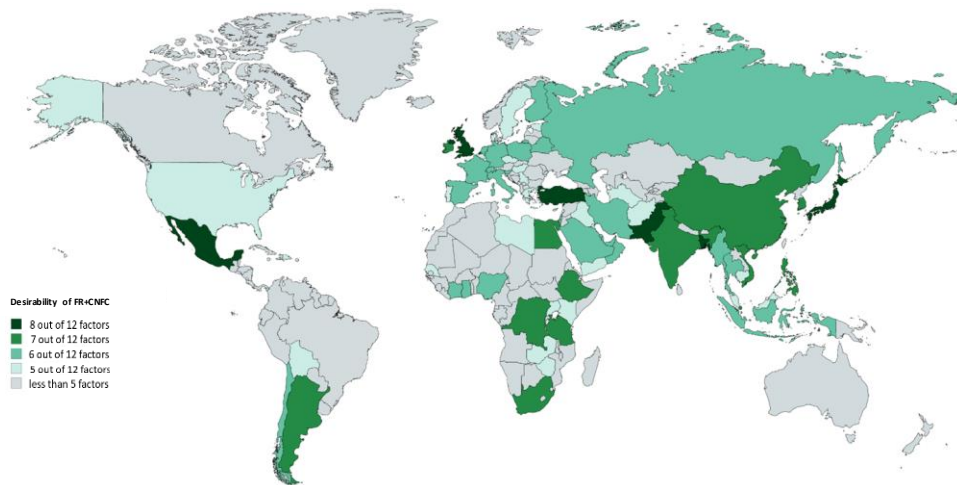 Desirability of FR+CNFC
8 out of 12 factors
7 out of 12 factors
6 out of 12 factors
5 out of 12 factors
less than 5 factors